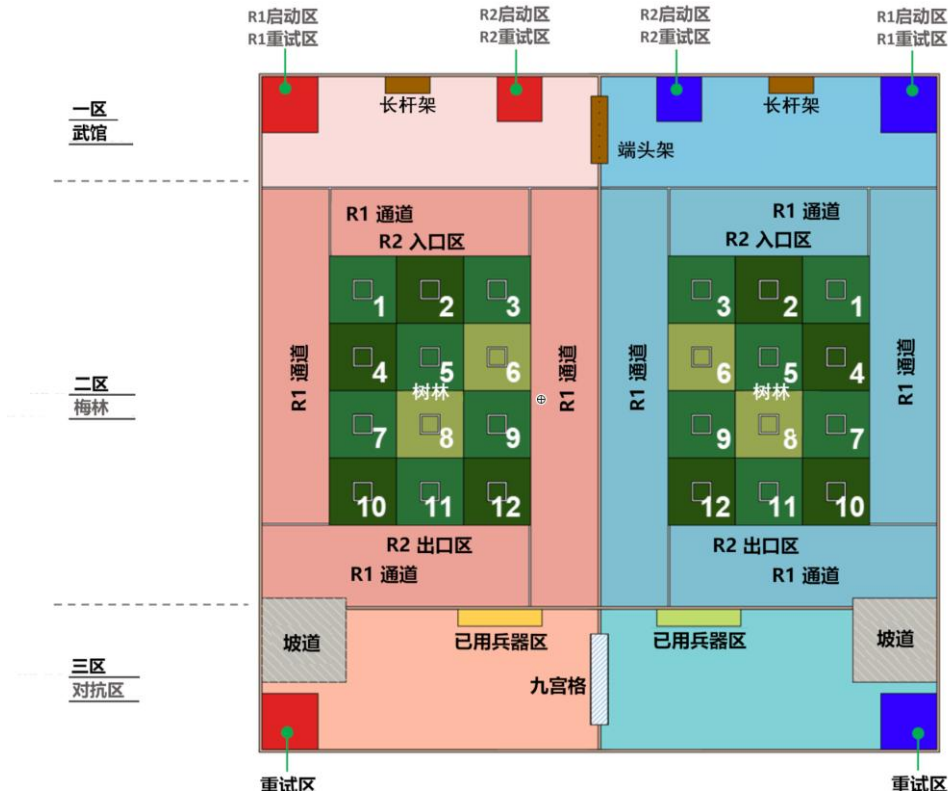 R1启动区
R1重试区
R2启动区
R2重试区
R2启动区
R2重试区
R1启动区
R1重试区
一区
武馆
长杆架
端头架
长杆架
R1 通道
R2 入口区
R1 通道
R2 入口区
1
2
3
3
2
1
4
5
6
6
5
4
二区
梅林
R1 通道
树林
R1 通道
R1 通道
树林
R1 通道
7
8
9
9
8
7
10
11
12
12
11
10
R2 出口区
R1 通道
R2 出口区
R1 通道
三区
对抗区
坡道
已用兵器区
九宫格
已用兵器区
坡道
重试区
重试区